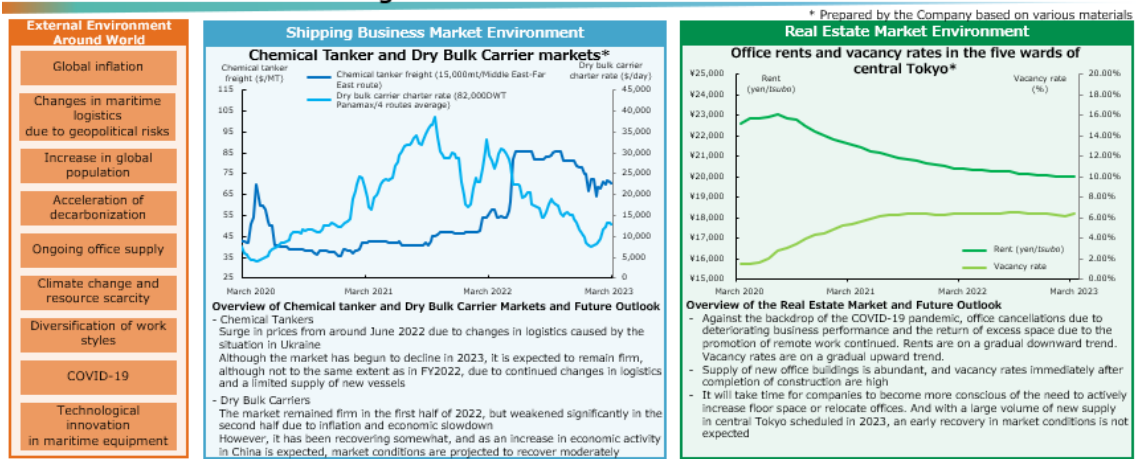 * Prepared by the Company based on various materials
External Environment
Around World
Global inflation
Changes in maritime
logistics
due to geopolitical risks
Increase in global
population
Acceleration of
decarbonization
Ongoing office supply
Climate change and
resource scarcity
Diversification of work
styles
COVID-19
Technological
innovation
in maritime equipment
Shipping Business Market Environment
Chemical Tanker and Dry Bulk Carrier markets*
Chemical tanker
freight ($/MT)
Dry bulk carrier
charter rate ($/day)
Chemical tanker freight (15,000mt/Middle East-Far
East route)
Dry bulk carrier charter rate (82,000DWT
Panamax/4 routes average)
115
105
95
85
75
65
55
45
35
25
45,000
40,000
35,000
30,000
25,000
20,000
15,000
10,000
5,000
0
March 2020
March 2021
March 2022
March 2023
Overview of Chemical tanker and Dry Bulk Carrier Markets and Future Outlook
- Chemical Tankers
Surge in prices from around June 2022 due to changes in logistics caused by the
situation in Ukraine
Although the market has begun to decline in 2023, it is expected to remain firm,
although not to the same extent as in FY2022, due to continued changes in logistics
and a limited supply of new vessels
- Dry Bulk Carriers
The market remained firm in the first half of 2022, but weakened significantly in the
second half due to inflation and economic slowdown
However, it has been recovering somewhat, and as an increase in economic activity
in China is expected, market conditions are projected to recover moderately
Real Estate Market Environment
Office rents and vacancy rates in the five wards of
central Tokyo*
Rent
(yen/tsubo)
Vacancy rate
(%)
¥25,000
¥24,000
¥23,000
¥21,000
¥20,000
¥18,000
¥17,000
¥16,000
¥15,000
20.00%
18.00%
16.00%
14.00%
12.00%
10.00%
8.00%
6.00%
4.00%
2.00%
0.00%
Rent (yen/tsubo)
Vacancy rate
March 2020
March 2021
March 2022
March 2023
Overview of the Real Estate Market and Future Outlook
- Against the backdrop of the COVID-19 pandemic, office cancellations due to
deteriorating business performance and the return of excess space due to the
promotion of remote work continued. Rents are on a gradual downward trend.
Vacancy rates are on a gradual upward trend.
- Supply of new office buildings is abundant, and vacancy rates immediately after
completion of construction are high
- It will take time for companies to become more conscious of the need to actively
increase floor space or relocate offices. And with a large volume of new supply
in central Tokyo scheduled in 2023, an early recovery in market conditions is not
expected